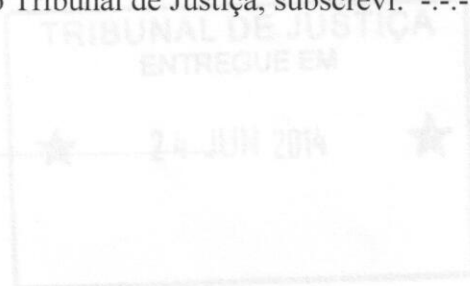 o Tribunal de Justiça, subscrevi. -.-.-
TRIBUNAL DE JUSTIÇA
ENTREGUE EM
24 JUN 2014